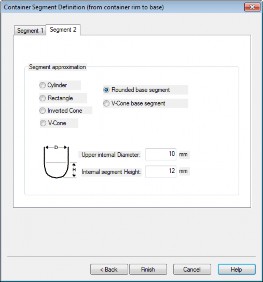 Container Segment Definition (from container rim to base)
Segment 1 Segment 2
Segment approximation
Cylinder
Rectangle
Inverted Cone
V-Cone
Rounded base segment
V-Cone base segment
D
Upper internal Diameter: 10 mm
Internal segment Height: 12 mm
< Back Finish Cancel Help